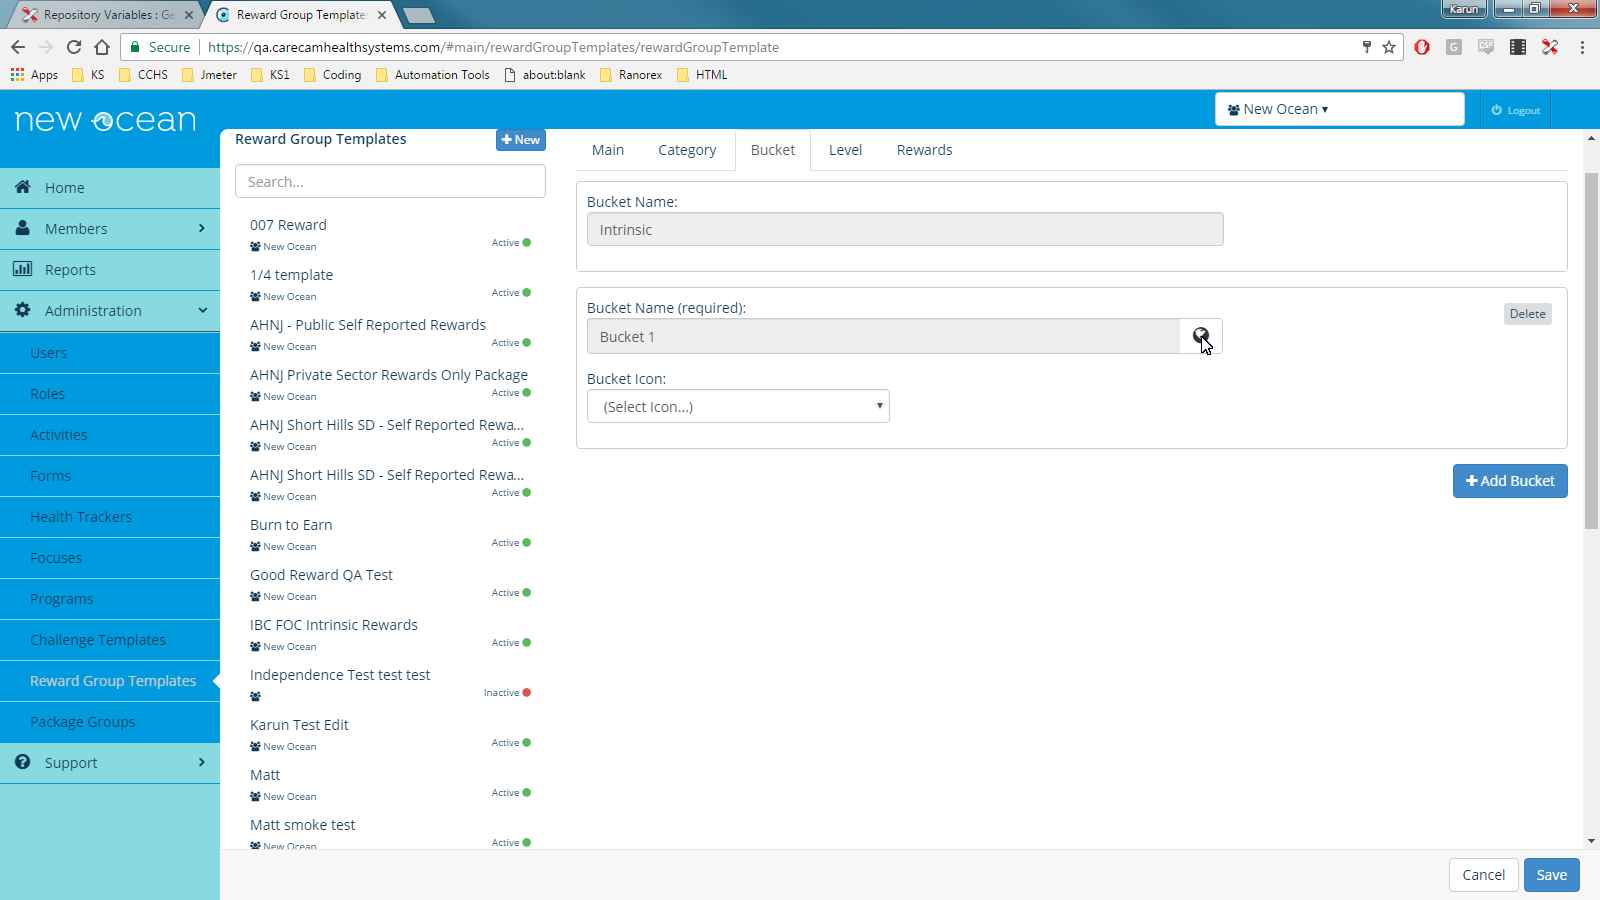 Repository Variables : Ge
Reward Group Template
Karun
Secure
https://qa.carecamhealthsystems.com/#main/rewardGroupTemplates/rewardGroupTemplate
Apps
KS
CCHS
Jmeter
KS1
Coding
Automation Tools
about:blank
Ranorex
HTML
new ocean
New Ocean
Logout
Home
Members
Reports
Administration
Users
Roles
Activities
Forms
Health Trackers
Focuses
Programs
Challenge Templates
Reward Group Templates
Package Groups
Support
Reward Group Templates
New
Search...
007 Reward
New Ocean
Active
1/4 template
New Ocean
Active
AHNJ - Public Self Reported Rewards
New Ocean
Active
AHNJ Private Sector Rewards Only Package
New Ocean
Active
AHNJ Short Hills SD - Self Reported Rewa...
New Ocean
Active
AHNJ Short Hills SD - Self Reported Rewa...
New Ocean
Active
Burn to Earn
New Ocean
Active
Good Reward QA Test
New Ocean
Active
IBC FOC Intrinsic Rewards
New Ocean
Active
Independence Test test test
Inactive
Karun Test Edit
New Ocean
Active
Matt
New Ocean
Active
Matt smoke test
New Ocean
Active
Main
Category
Bucket
Level
Rewards
Bucket Name:
Intrinsic
Bucket Name (required):
Delete
Bucket 1
Bucket Icon:
(Select Icon...)
Add Bucket
Cancel
Save